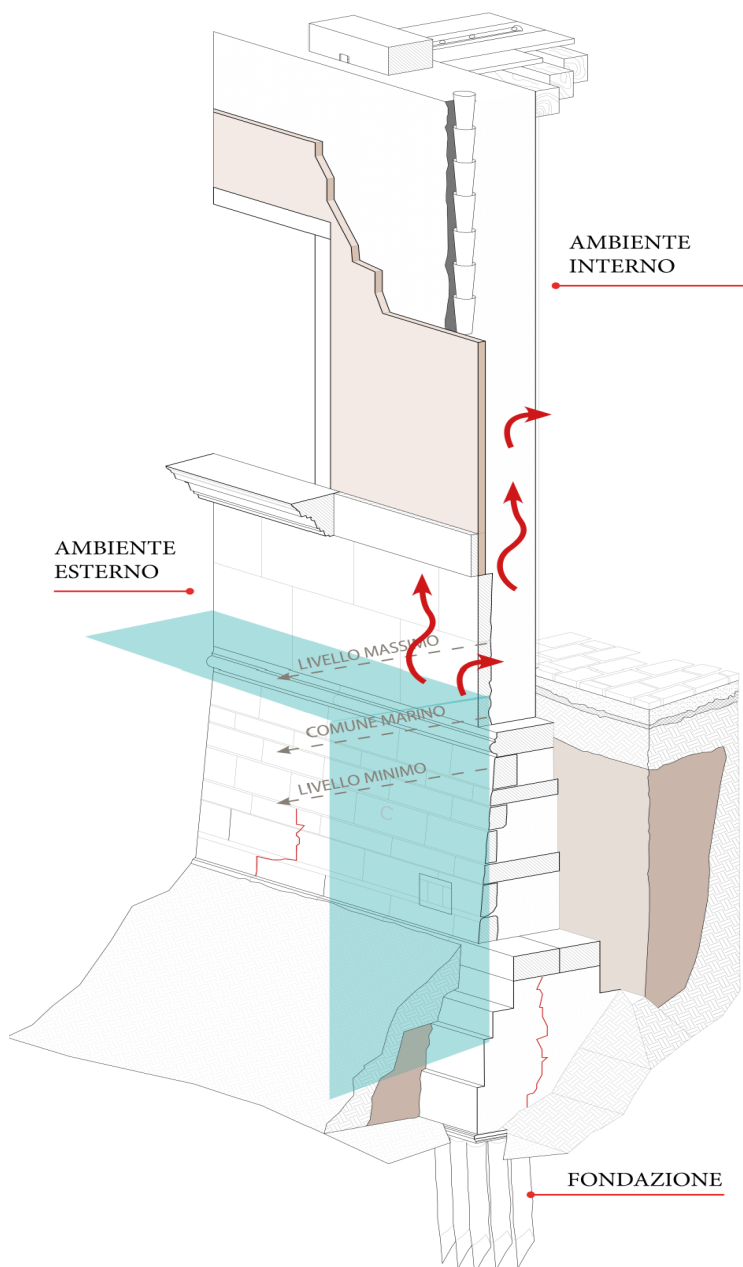 AMBIENTE
INTERNO
AMBIENTE
ESTERNO
LIVELLO MASSIMO
COMUNE MARINO
LIVELLO MINIMO
C
FONDAZIONE